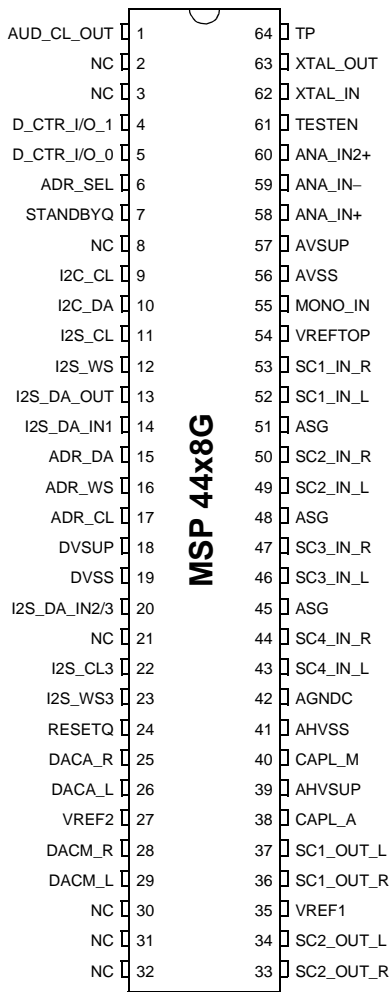 AUD_CL_OUT 1 64 TP
NC 2 63 XTAL_OUT
NC 3 62 XTAL_IN
D_CTR_I/O_1 4 61 TESTEN
D_CTR_I/O_0 5 60 ANA_IN2+
ADR_SEL 6 59 ANA_IN−
STANDBYQ 7 58 ANA_IN+
NC 8 57 AVSUP
I2C_CL 9 56 AVSS
I2C_DA 10 55 MONO_IN
I2S_CL 11 54 VREFTOP
I2S_WS 12 53 SC1_IN_R
I2S_DA_OUT 13 52 SC1_IN_L
I2S_DA_IN1 14 51 ASG
ADR_DA 15 50 SC2_IN_R
ADR_WS 16 49 SC2_IN_L
ADR_CL 17 48 ASG
DVSUP 18 47 SC3_IN_R
DVSS 19 46 SC3_IN_L
I2S_DA_IN2/3 20 45 ASG
NC 21 44 SC4_IN_R
I2S_CL3 22 43 SC4_IN_L
I2S_WS3 23 42 AGNDC
RESETQ 24 41 AHVSS
DACA_R 25 40 CAPL_M
DACA_L 26 39 AHVSUP
VREF2 27 38 CAPL_A
DACM_R 28 37 SC1_OUT_L
DACM_L 29 36 SC1_OUT_R
NC 30 35 VREF1
NC 31 34 SC2_OUT_L
NC 32 33 SC2_OUT_R
MSP 44x8G